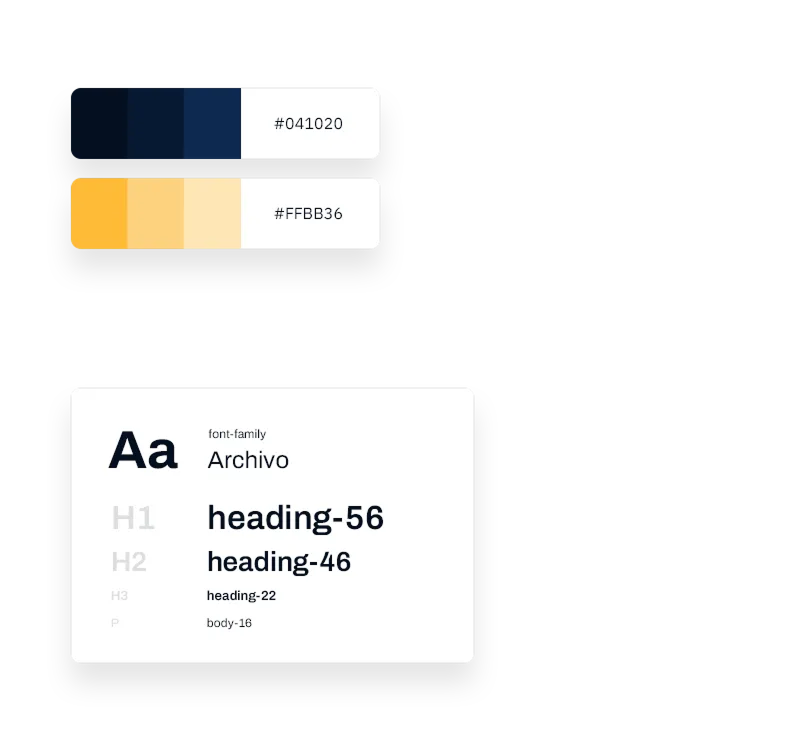 #041020
#FFBB36
Aa
font-family
Archivo
H1 heading-56
H2 heading-46
H3 heading-22
P body-16